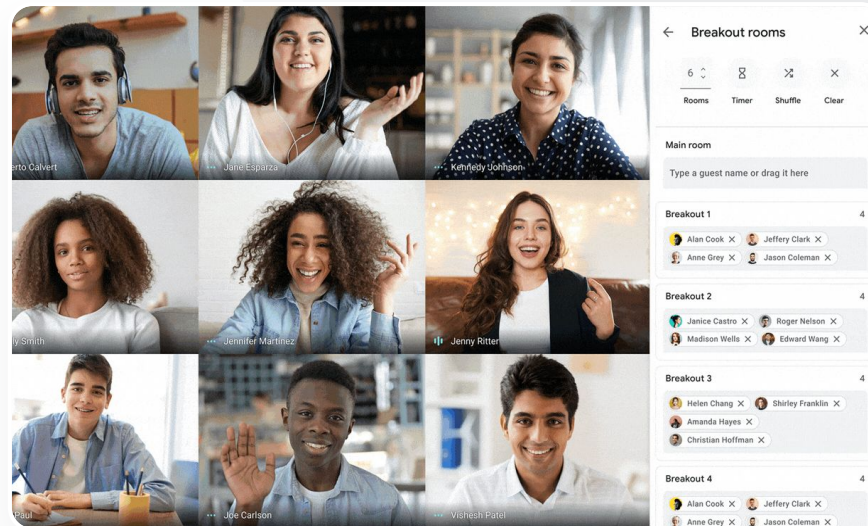 erto Calvert
Jane Esparza
Kennedy Johnson
ly Smith
Jennifer Martinez
Jenny Ritter
Paul
Joe Carlson
Vishesh Patel
Breakout rooms
6
Rooms Timer Shuffle Clear
Main room
Type a guest name or drag it here
Breakout 1 4
Alan Cook Jeffery Clark
Anne Grey Jason Coleman
Breakout 2 4
Janice Castro Roger Nelson
Madison Wells Edward Wang
Breakout 3 4
Helen Chang Shirley Franklin
Amanda Hayes
Christian Hoffman
Breakout 4 4
Alan Cook Jeffery Clark
Anne Grey Jason Coleman